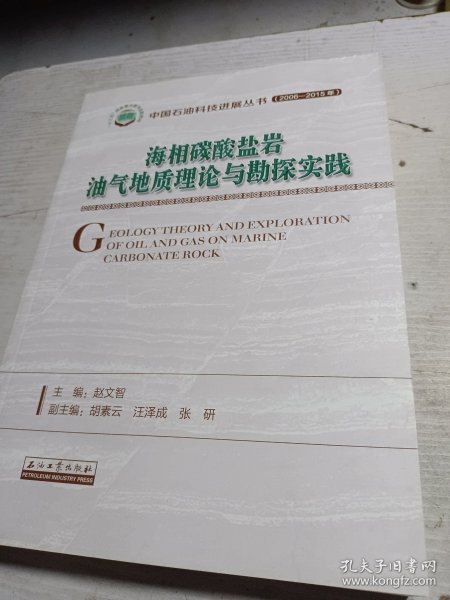 中国石油科技进展丛书(2006—2015年)
海相碳酸盐岩
油气地质理论与勘探实践
GEOLOGY THEORY AND EXPLORATION
OF OIL AND GAS ON MARINE
CARBONATE ROCK
主 编：赵文智
副主编：胡素云 汪泽成 张 研
石油工业出版社
PETROLEUM INDUSTRY PRESS
孔夫子旧书网
www.kongfz.com